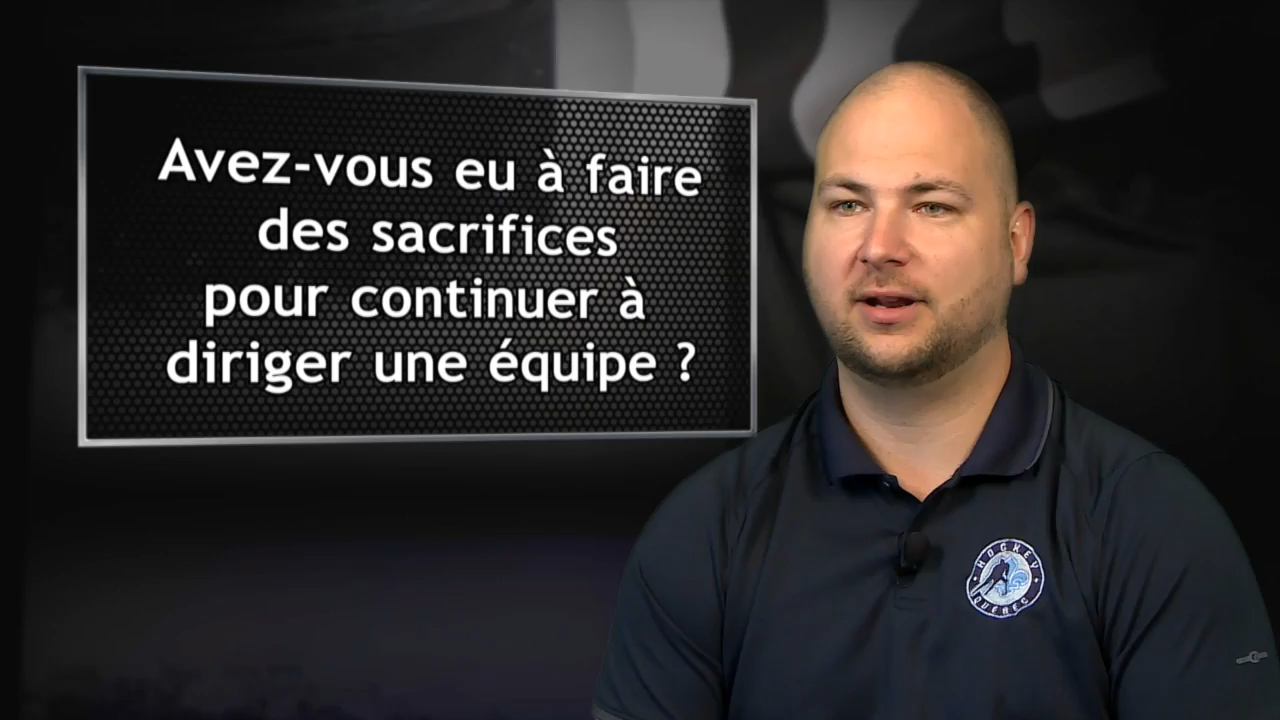 Avez-vous eu à faire
des sacrifices
pour continuer à
diriger une équipe ?
HOCKEY
QUÉBEC